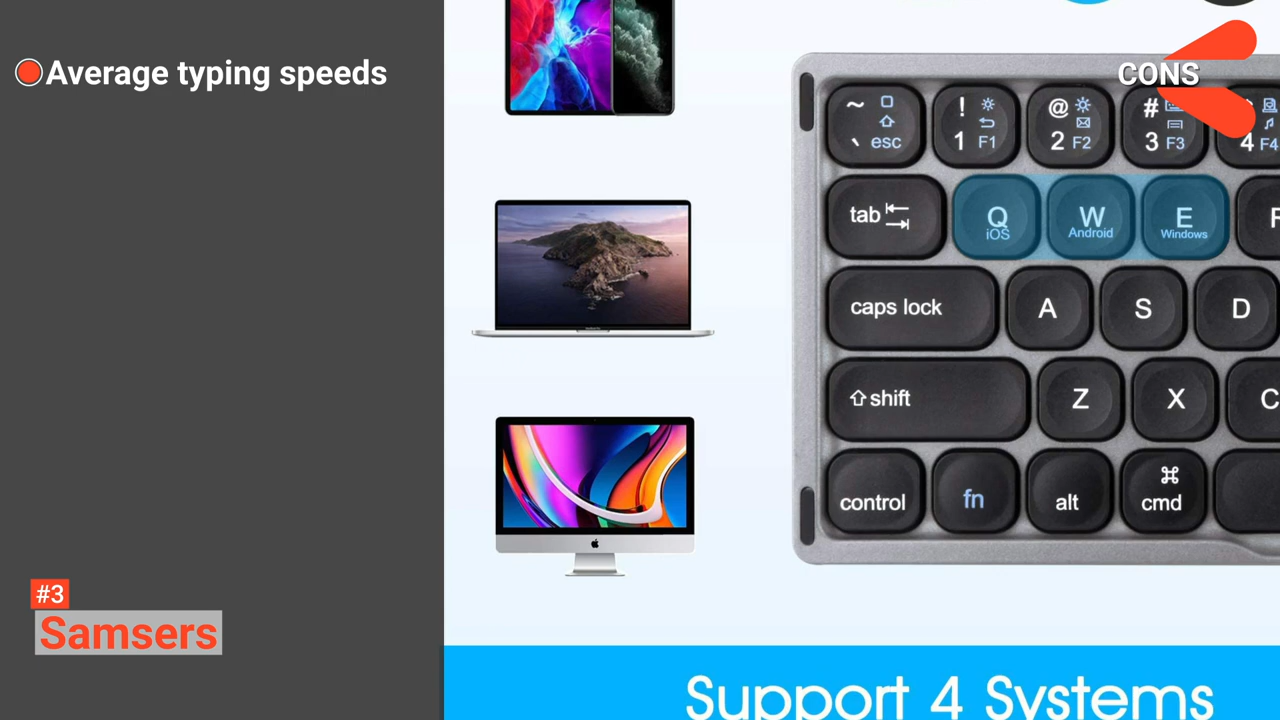 Average typing speeds
CONS
~ esc
! 1 F1
@ 2 F2
# 3 F3
4 F4
tab
Q iOS
W Android
E Windows
caps lock
A
S
D
shift
Z
X
C
control
fn
alt
⌘ cmd
#3
Samsers
Support 4 Systems